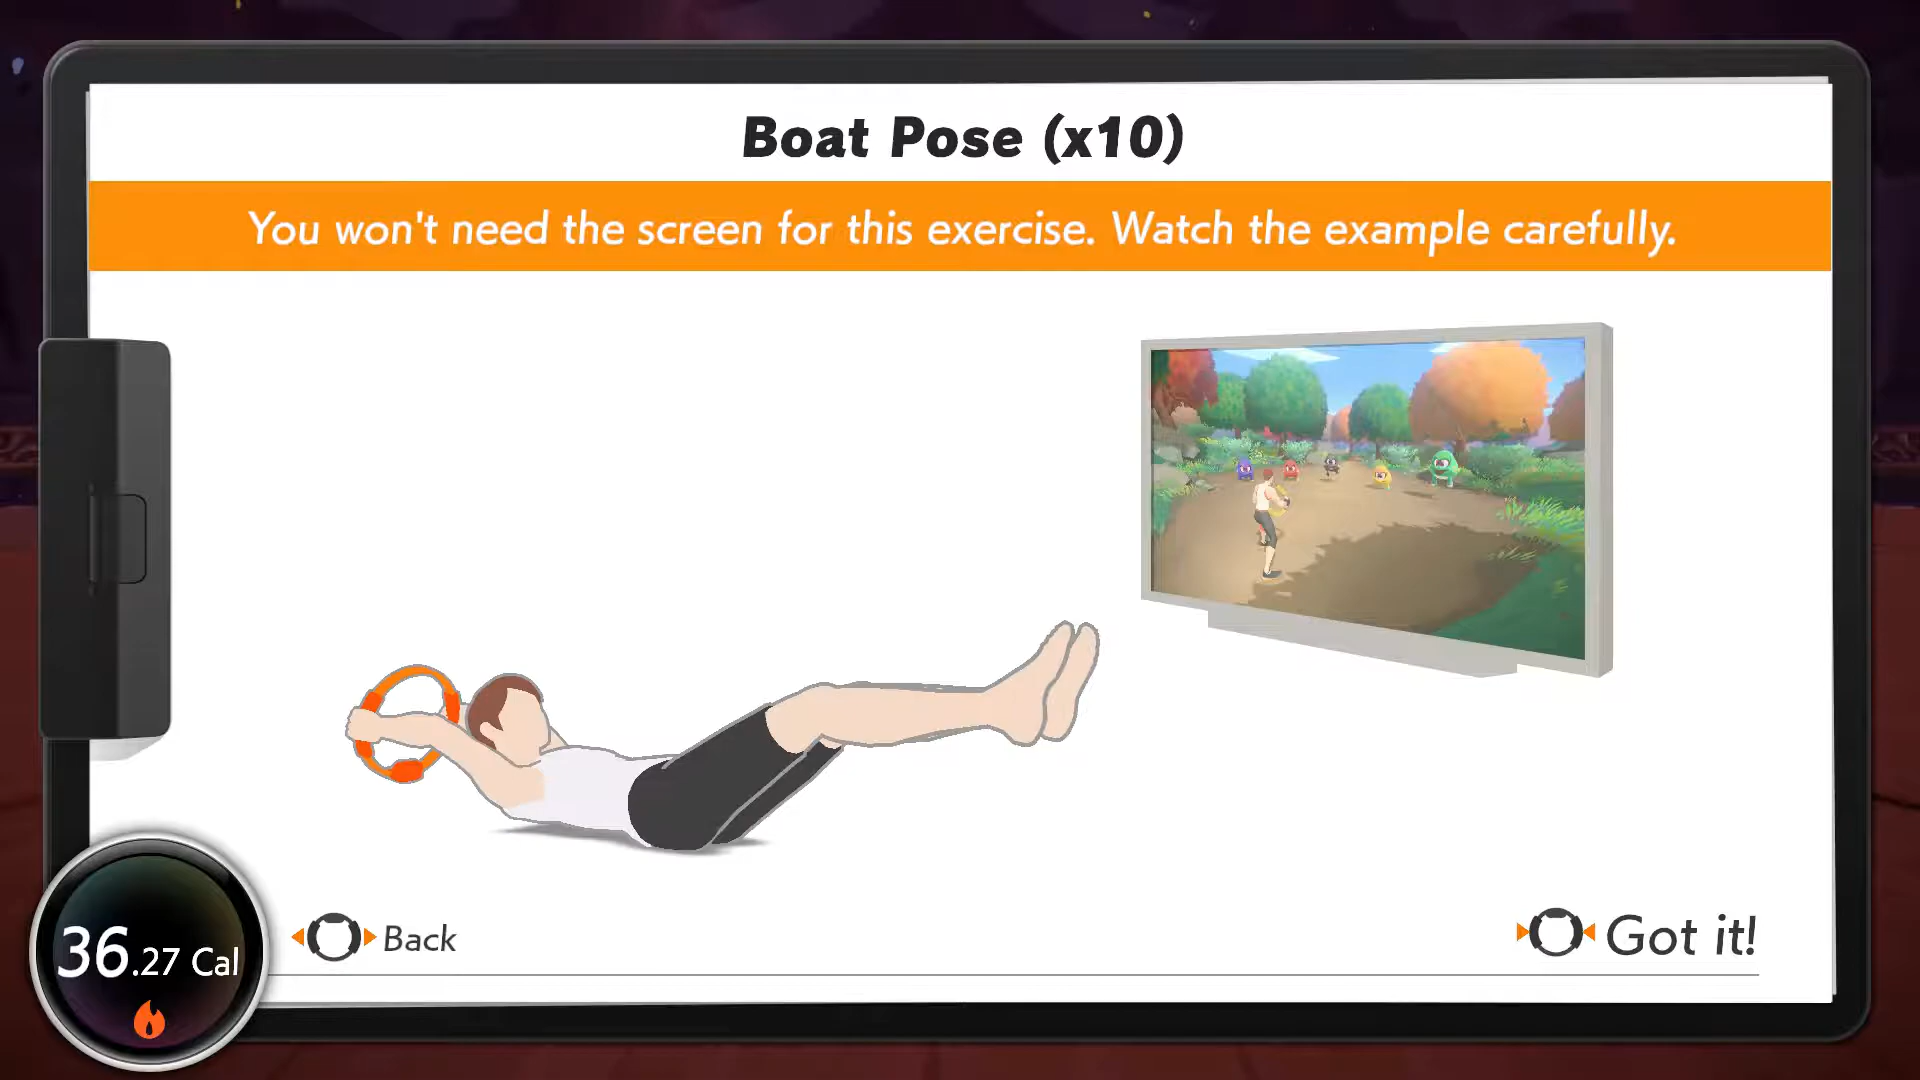 Boat Pose (x10)
You won't need the screen for this exercise. Watch the example carefully.
36.27 Cal
Back
Got it!